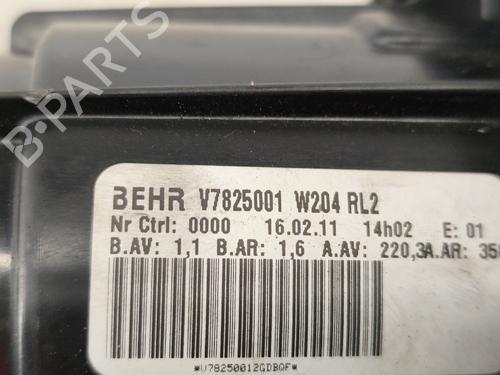 B-PARTS
BEHR V7825001 W204 RL2
Nr Ctrl: 0000 16.02.11 14h02 E: 01
B.AV: 1,1 B.AR: 1,6 A.AV: 220,3A.AR: 35
*V78250012GDBQF*